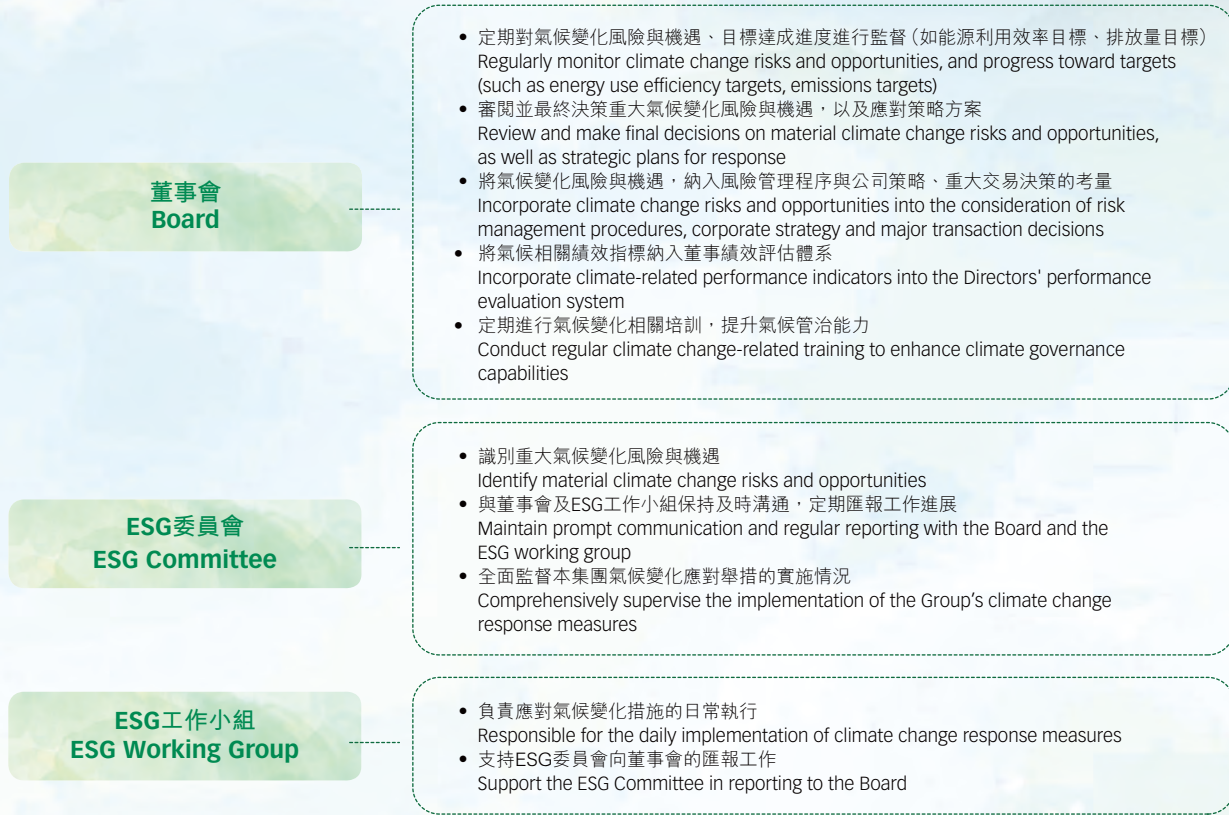 董事會
Board
• 定期對氣候變化風險與機遇、目標達成進度進行監督(如能源利用效率目標、排放量目標)
Regularly monitor climate change risks and opportunities, and progress toward targets
(such as energy use efficiency targets, emissions targets)
• 審閱並最終決策重大氣候變化風險與機遇，以及應對策略方案
Review and make final decisions on material climate change risks and opportunities,
as well as strategic plans for response
• 將氣候變化風險與機遇，納入風險管理程序與公司策略、重大交易決策的考量
Incorporate climate change risks and opportunities into the consideration of risk
management procedures, corporate strategy and major transaction decisions
• 將氣候相關績效指標納入董事績效評估體系
Incorporate climate-related performance indicators into the Directors' performance
evaluation system
• 定期進行氣候變化相關培訓，提升氣候管治能力
Conduct regular climate change-related training to enhance climate governance
capabilities
ESG委員會
ESG Committee
• 識別重大氣候變化風險與機遇
Identify material climate change risks and opportunities
• 與董事會及ESG工作小組保持及時溝通，定期匯報工作進展
Maintain prompt communication and regular reporting with the Board and the
ESG working group
• 全面監督本集團氣候變化應對舉措的實施情況
Comprehensively supervise the implementation of the Group’s climate change
response measures
ESG工作小組
ESG Working Group
• 負責應對氣候變化措施的日常執行
Responsible for the daily implementation of climate change response measures
• 支持ESG委員會向董事會的匯報工作
Support the ESG Committee in reporting to the Board